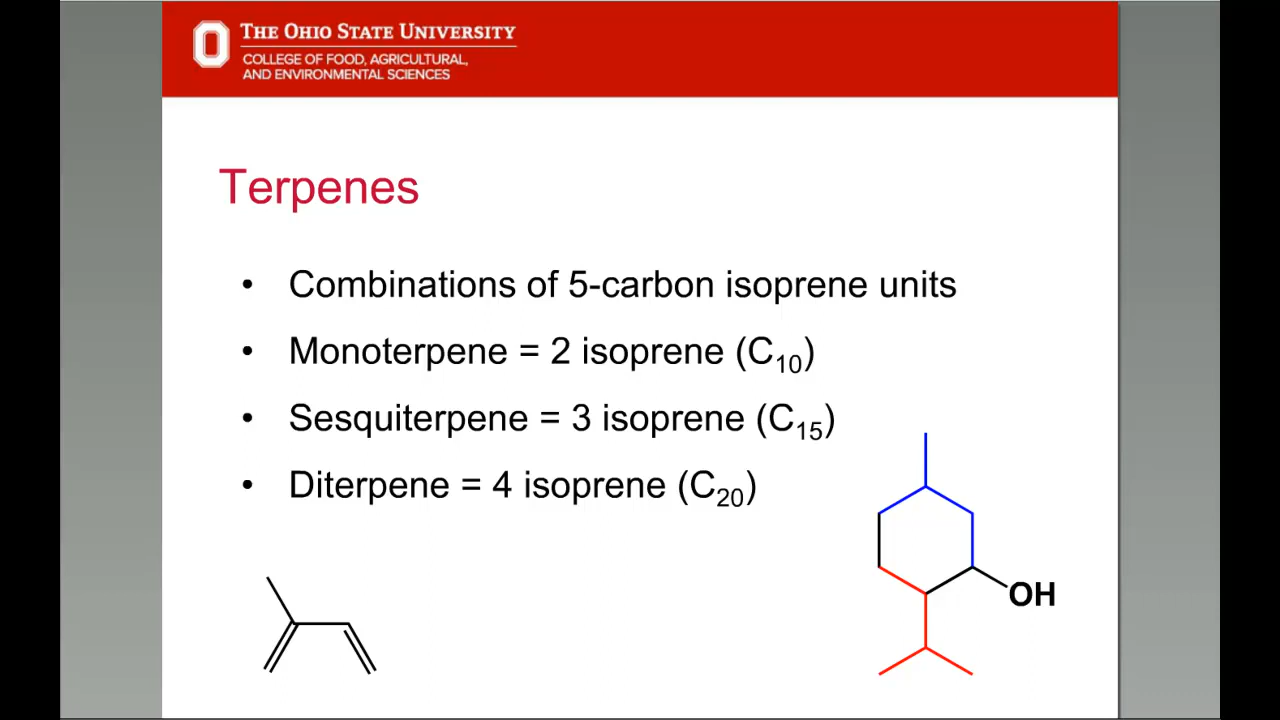 THE OHIO STATE UNIVERSITY
COLLEGE OF FOOD, AGRICULTURAL,
AND ENVIRONMENTAL SCIENCES
Terpenes
• Combinations of 5-carbon isoprene units
• Monoterpene = 2 isoprene (C₁₀)
• Sesquiterpene = 3 isoprene (C₁₅)
• Diterpene = 4 isoprene (C₂₀)
OH